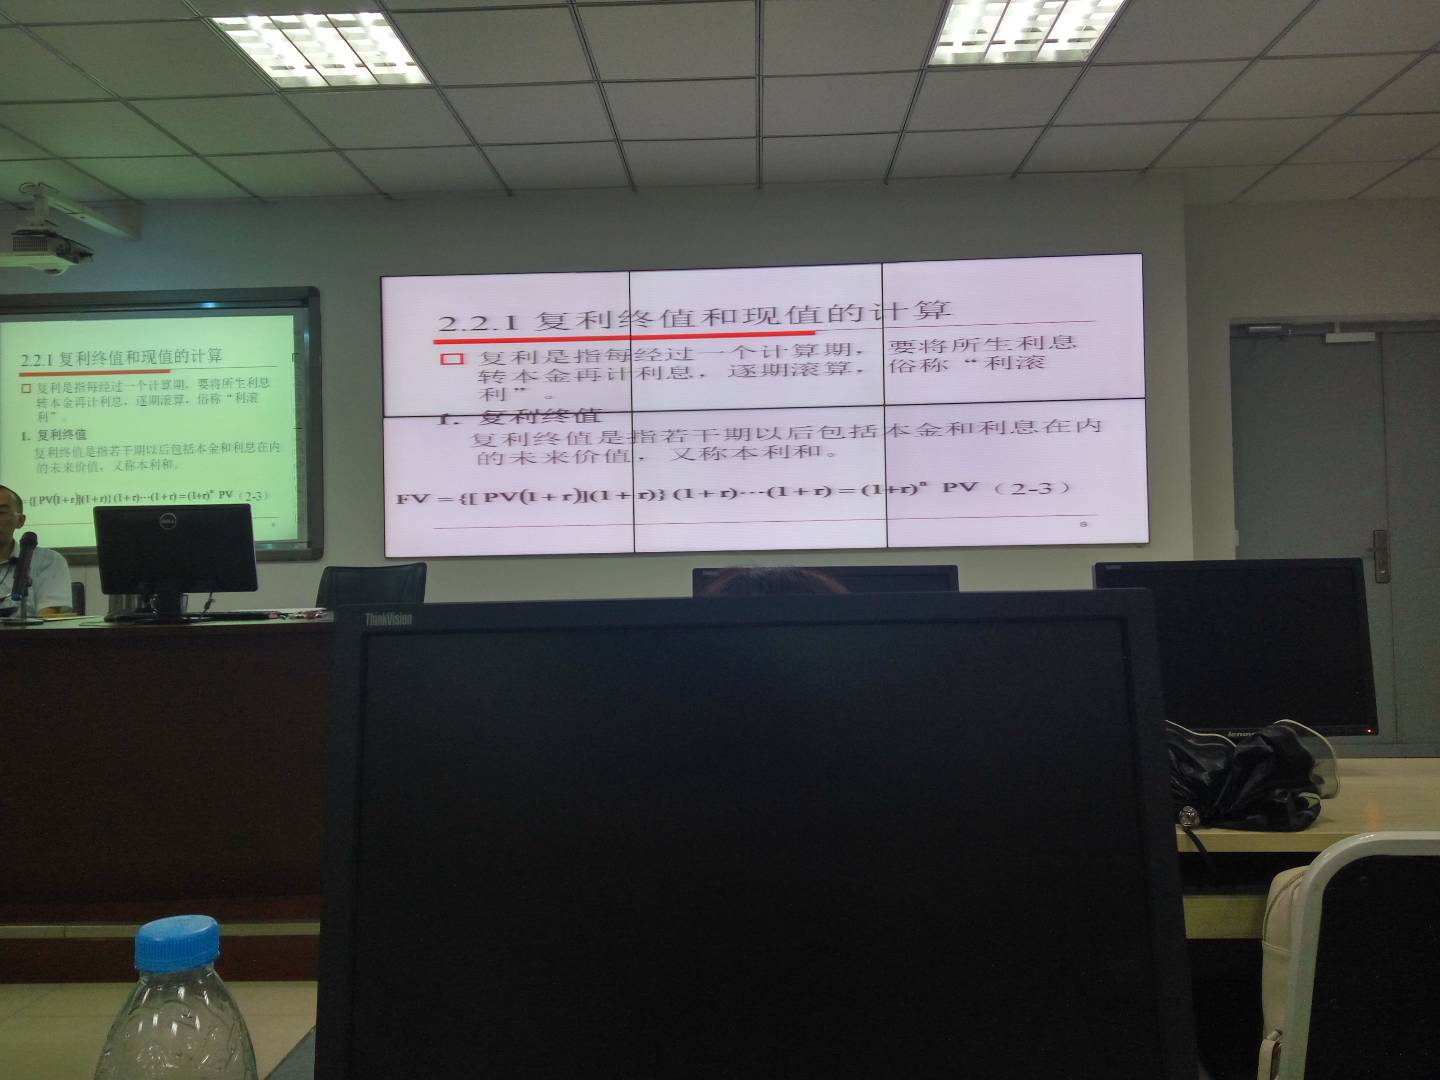 2.2.1 复利终值和现值的计算
复利是指每经过一个计算期，要将所生利息
转本金再计利息，逐期滚算，俗称“利滚
利”。
1. 复利终值
复利终值是指若干期以后包括本金和利息在内
的未来价值，又称本利和。
={[ PV(1+r)](1+r)} (1+r)⋯(1+r) = (1+r)ⁿ PV（2-3）
2.2.1 复利终值和现值的计算
复利是指每经过一个计算期，要将所生利息
转本金再计利息，逐期滚算，俗称“利滚
利”。
1. 复利终值
复利终值是指若干期以后包括本金和利息在内
的未来价值，又称本利和。
FV = {[ PV(1+r)](1+r)} (1+r)⋯(1+r) = (1+r)ⁿ PV（2-3）
DELL
ThinkVision
lenovo